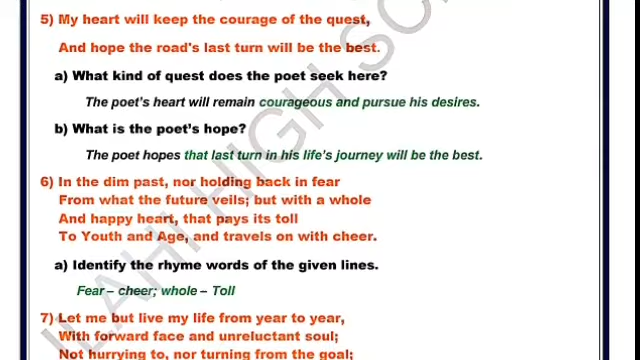 5) My heart will keep the courage of the quest,
And hope the road's last turn will be the best.
a) What kind of quest does the poet seek here?
The poet's heart will remain courageous and pursue his desires.
b) What is the poet's hope?
The poet hopes that last turn in his life's journey will be the best.
6) In the dim past, nor holding back in fear
From what the future veils; but with a whole
And happy heart, that pays its toll
To Youth and Age, and travels on with cheer.
a) Identify the rhyme words of the given lines.
Fear – cheer; whole – Toll
7) Let me but live my life from year to year,
With forward face and unreluctant soul;
Not hurrying to, nor turning from the goal;
ILAHI HIGH SC